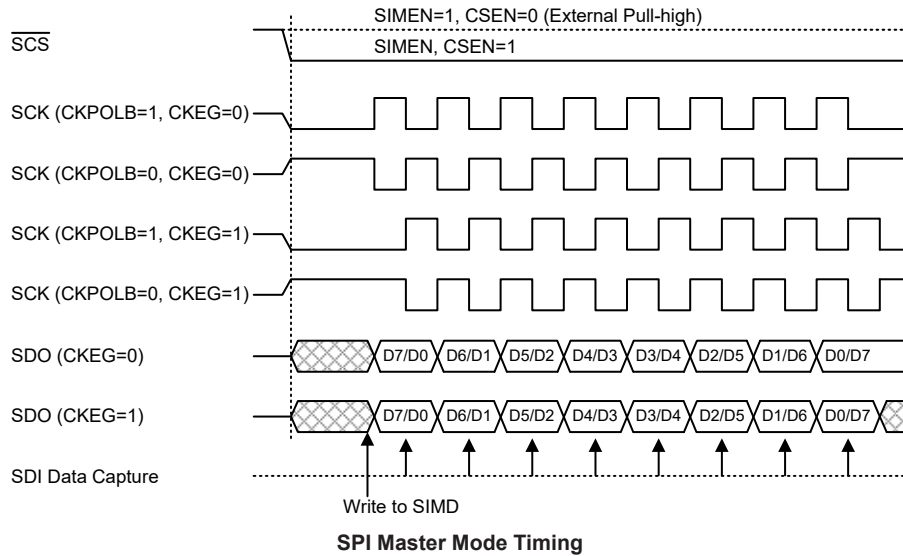 SIMEN=1, CSEN=0 (External Pull-high)
SCS
SIMEN, CSEN=1
SCK (CKPOLB=1, CKEG=0)
SCK (CKPOLB=0, CKEG=0)
SCK (CKPOLB=1, CKEG=1)
SCK (CKPOLB=0, CKEG=1)
SDO (CKEG=0) D7/D0 D6/D1 D5/D2 D4/D3 D3/D4 D2/D5 D1/D6 D0/D7
SDO (CKEG=1) D7/D0 D6/D1 D5/D2 D4/D3 D3/D4 D2/D5 D1/D6 D0/D7
SDI Data Capture
Write to SIMD
SPI Master Mode Timing